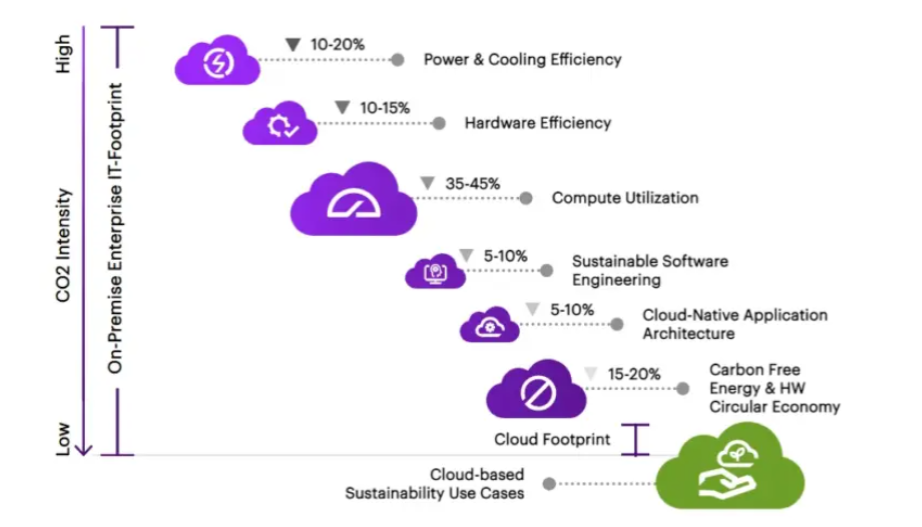 High
CO2 Intensity
Low
On-Premise Enterprise IT-Footprint
10-20%
Power & Cooling Efficiency
10-15%
Hardware Efficiency
35-45%
Compute Utilization
5-10%
Sustainable Software
Engineering
5-10%
Cloud-Native Application
Architecture
15-20%
Carbon Free
Energy & HW
Circular Economy
Cloud Footprint
Cloud-based
Sustainability Use Cases